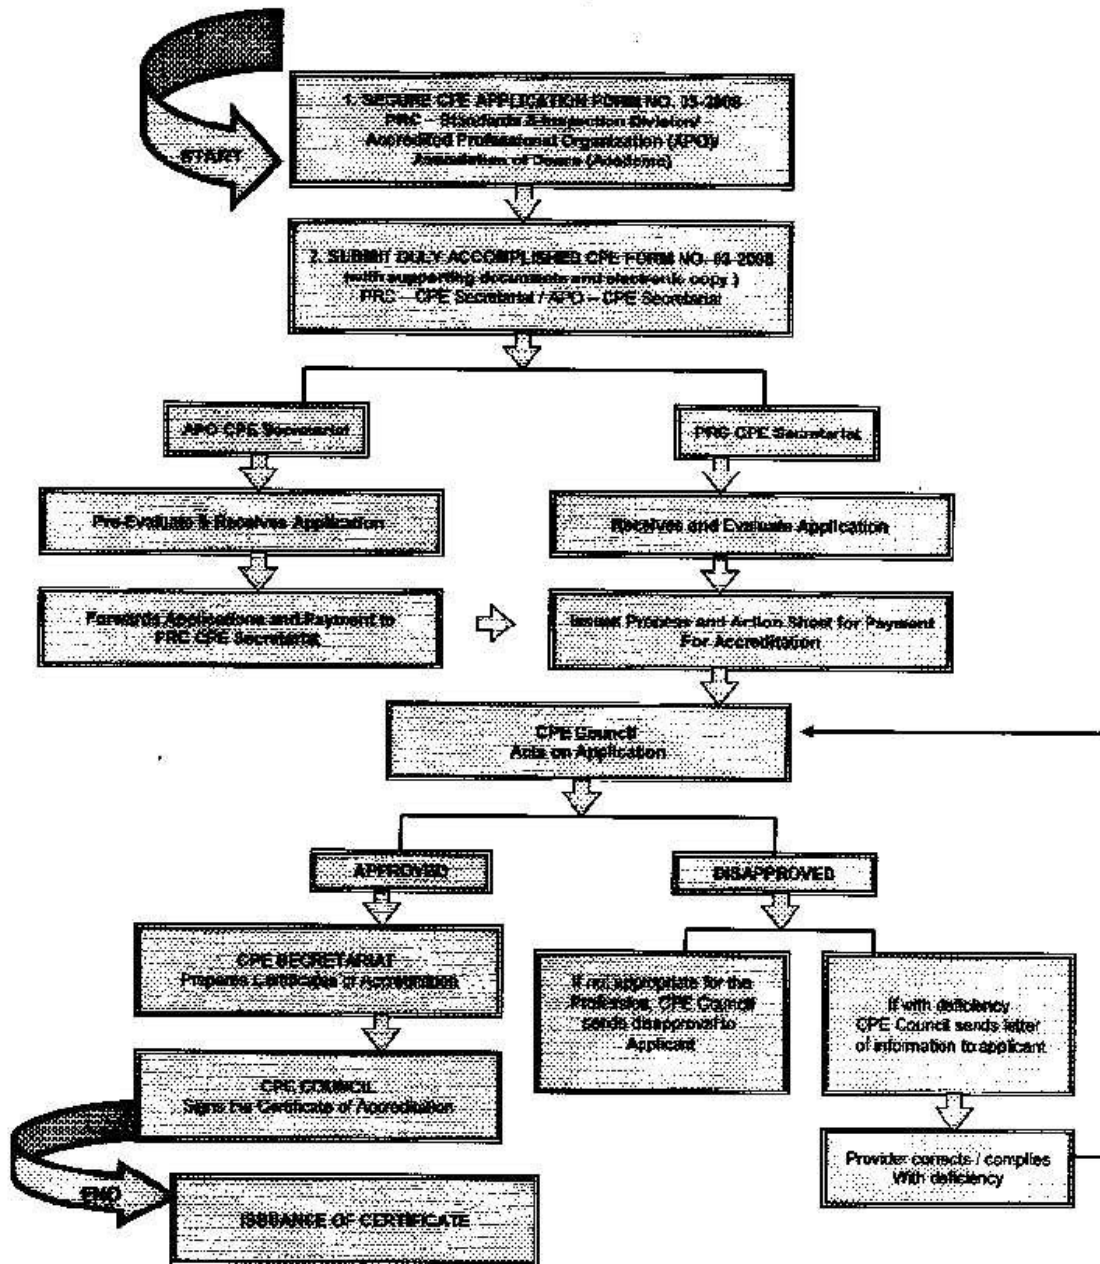 START
1. SECURE CPE APPLICATION FORM NO. 03-2008
PRC – Standards & Inspection Division/
Accredited Professional Organization (APO)/
Association of Deans (Academe)
2. SUBMIT DULY ACCOMPLISHED CPE FORM NO. 03-2008
(with supporting documents and electronic copy )
PRC – CPE Secretariat / APO – CPE Secretariat
APO CPE Secretariat
PRC CPE Secretariat
Pre-Evaluate & Receives Application
Receives and Evaluate Application
Forwards Applications and Payment to
PRC CPE Secretariat
Issues Process and Action Sheet for Payment
For Accreditation
CPE Council
Acts on Application
APPROVED
DISAPPROVED
CPE SECRETARIAT
Prepares Certificates of Accreditation
If not appropriate for the
Profession, CPE Council
sends disapproval to
Applicant
If with deficiency
CPE Council sends letter
of information to applicant
CPE COUNCIL
Signs the Certificate of Accreditation
Provider corrects / complies
With deficiency
END
ISSUANCE OF CERTIFICATE